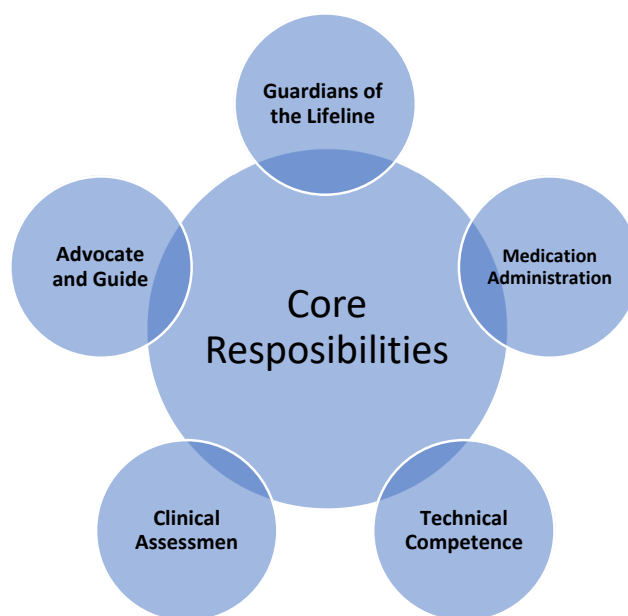 Guardians
of the Lifeline
Advocate
and Guide
Medication
Administration
Core
Resposibilities
Clinical
Assessmen
Technical
Competence